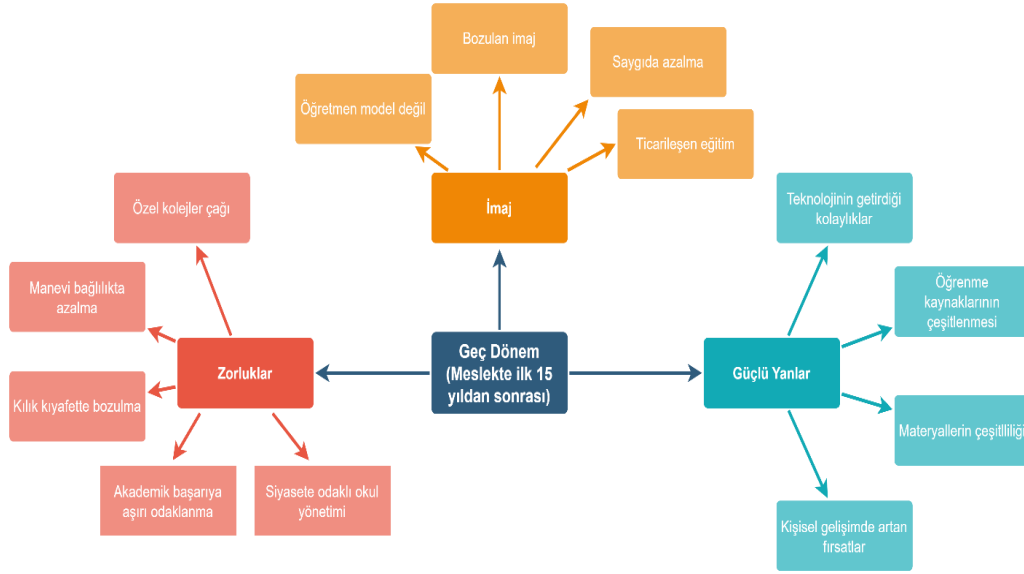 Bozulan imaj
Saygıda azalma
Öğretmen model değil
Ticarileşen eğitim
İmaj
Özel kolejler çağı
Teknolojinin getirdiği
kolaylıklar
Manevi bağlılıkta
azalma
Öğrenme
kaynaklarının
çeşitlenmesi
Geç Dönem
(Meslekte ilk 15
yıldan sonrası)
Zorluklar
Güçlü Yanlar
Kılık kıyafette bozulma
Materyallerin çeşitlliliği
Akademik başarıya
aşırı odaklanma
Siyasete odaklı okul
yönetimi
Kişisel gelişimde artan
fırsatlar